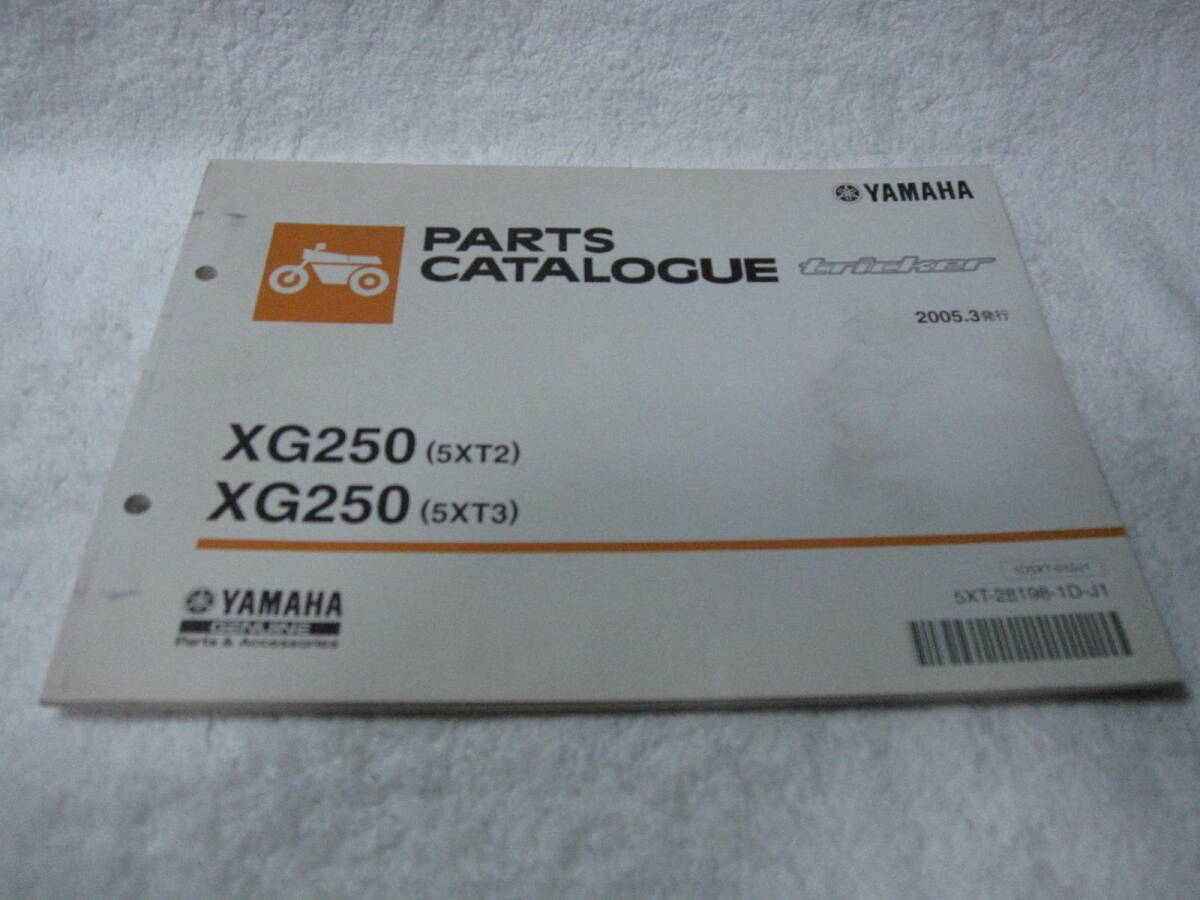 YAMAHA
PARTS
CATALOGUE
tricker
2005.3発行
XG250 (5XT2)
XG250 (5XT3)
5XT-28198-1D-J1
YAMAHA
GENUINE
Parts & Accessories